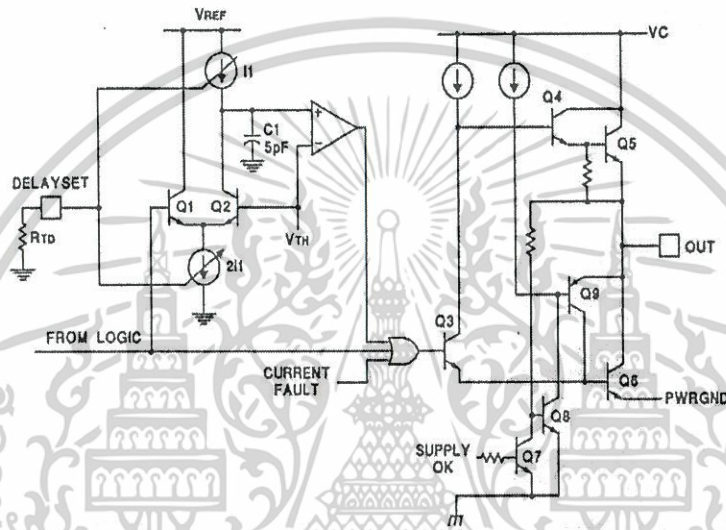 VREF
VC
I1
Q4
C1
5pF
+
−
Q5
DELAYSET
Q1
Q2
RTD
VTH
OUT
2I1
Q9
FROM LOGIC
Q3
CURRENT
FAULT
Q6
PWRGND
Q8
SUPPLY
OK
Q7